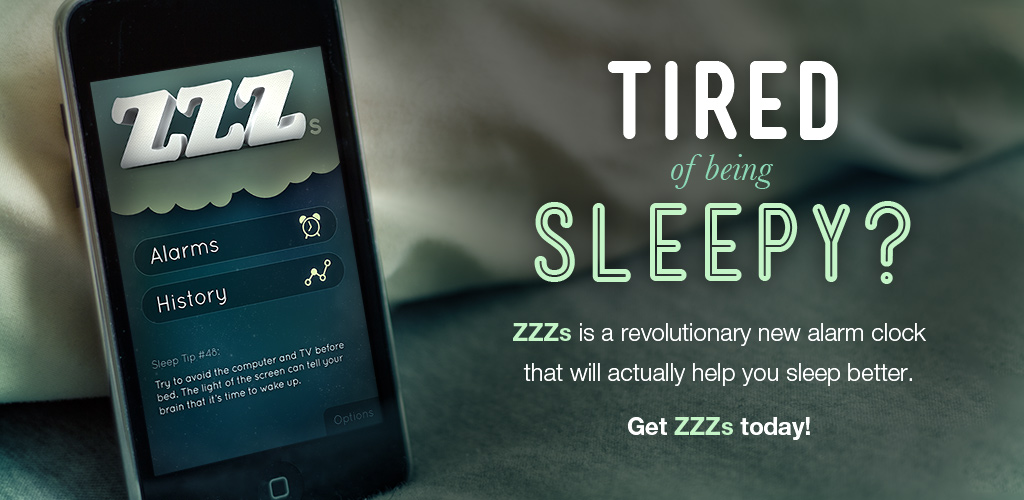 ZZZs
Alarms
History
Sleep Tip #48:
Try to avoid the computer and TV before
bed. The light of the screen can tell your
brain that it's time to wake up.
Options
TIRED
of being
SLEEPY?
ZZZs is a revolutionary new alarm clock
that will actually help you sleep better.
Get ZZZs today!